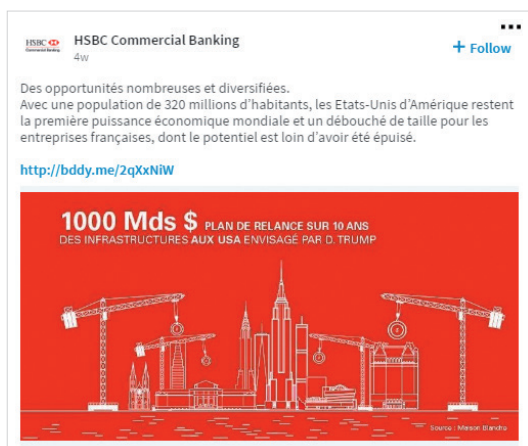 HSBC
Commercial Banking
HSBC Commercial Banking
4w
+ Follow
Des opportunités nombreuses et diversifiées.
Avec une population de 320 millions d’habitants, les Etats-Unis d’Amérique restent
la première puissance économique mondiale et un débouché de taille pour les
entreprises françaises, dont le potentiel est loin d’avoir été épuisé.
http://bddy.me/2qXxNiW
1000 Mds $ PLAN DE RELANCE SUR 10 ANS
DES INFRASTRUCTURES AUX USA ENVISAGÉ PAR D. TRUMP
Source : Maison Blanche